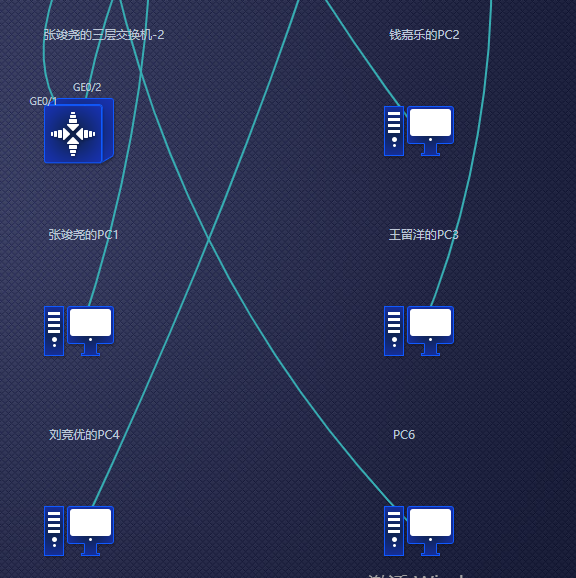 张竣尧的三层交换机-2
钱嘉乐的PC2
GE0/2
GE0/1
张竣尧的PC1
王留洋的PC3
刘竞优的PC4
PC6